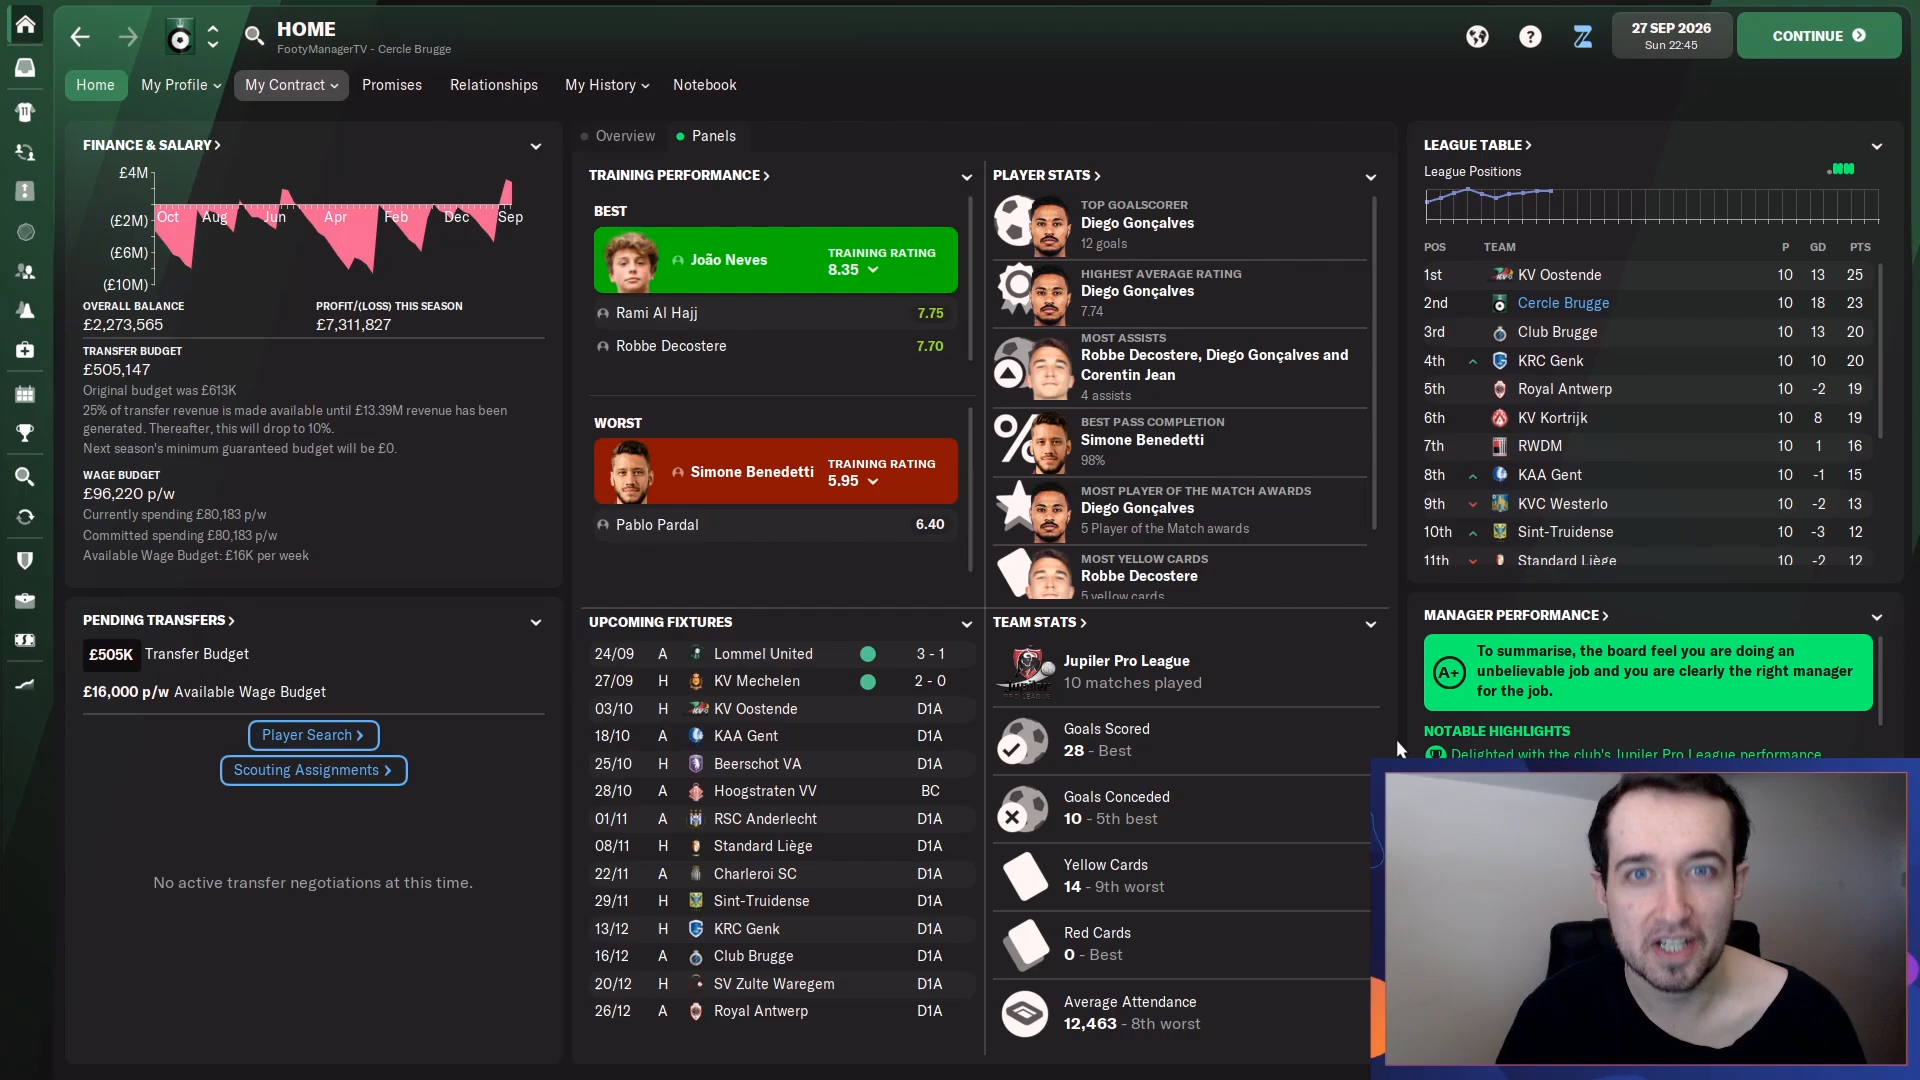 HOME
FootyManagerTV - Cercle Brugge
27 SEP 2026
Sun 22:45
CONTINUE
Home
My Profile
My Contract
Promises
Relationships
My History
Notebook
FINANCE & SALARY
£4M
(£2M)
(£6M)
(£10M)
Oct Aug Jun Apr Feb Dec Sep
OVERALL BALANCE
£2,273,565
PROFIT/(LOSS) THIS SEASON
£7,311,827
TRANSFER BUDGET
£505,147
Original budget was £613K
25% of transfer revenue is made available until £13.39M revenue has been
generated. Thereafter, this will drop to 10%.
Next season's minimum guaranteed budget will be £0.
WAGE BUDGET
£96,220 p/w
Currently spending £80,183 p/w
Committed spending £80,183 p/w
Available Wage Budget: £16K per week
PENDING TRANSFERS
£505K Transfer Budget
£16,000 p/w Available Wage Budget
Player Search
Scouting Assignments
No active transfer negotiations at this time.
Overview
Panels
TRAINING PERFORMANCE
BEST
João Neves
TRAINING RATING
8.35
Rami Al Hajj 7.75
Robbe Decostere 7.70
WORST
Simone Benedetti
TRAINING RATING
5.95
Pablo Pardal 6.40
PLAYER STATS
TOP GOALSCORER
Diego Gonçalves
12 goals
HIGHEST AVERAGE RATING
Diego Gonçalves
7.74
MOST ASSISTS
Robbe Decostere, Diego Gonçalves and
Corentin Jean
4 assists
BEST PASS COMPLETION
Simone Benedetti
98%
MOST PLAYER OF THE MATCH AWARDS
Diego Gonçalves
5 Player of the Match awards
MOST YELLOW CARDS
Robbe Decostere
5 yellow cards
UPCOMING FIXTURES
24/09 A Lommel United 3 - 1
27/09 H KV Mechelen 2 - 0
03/10 H KV Oostende D1A
18/10 A KAA Gent D1A
25/10 H Beerschot VA D1A
28/10 A Hoogstraten VV BC
01/11 A RSC Anderlecht D1A
08/11 H Standard Liège D1A
22/11 A Charleroi SC D1A
29/11 H Sint-Truidense D1A
13/12 H KRC Genk D1A
16/12 A Club Brugge D1A
20/12 H SV Zulte Waregem D1A
26/12 A Royal Antwerp D1A
TEAM STATS
Jupiler Pro League
10 matches played
Goals Scored
28 - Best
Goals Conceded
10 - 5th best
Yellow Cards
14 - 9th worst
Red Cards
0 - Best
Average Attendance
12,463 - 8th worst
LEAGUE TABLE
League Positions
POS TEAM P GD PTS
1st KV Oostende 10 13 25
2nd Cercle Brugge 10 18 23
3rd Club Brugge 10 13 20
4th KRC Genk 10 10 20
5th Royal Antwerp 10 -2 19
6th KV Kortrijk 10 8 19
7th RWDM 10 1 16
8th KAA Gent 10 -1 15
9th KVC Westerlo 10 -2 13
10th Sint-Truidense 10 -3 12
11th Standard Liège 10 -2 12
MANAGER PERFORMANCE
A+
To summarise, the board feel you are doing an
unbelievable job and you are clearly the right manager
for the job.
NOTABLE HIGHLIGHTS
Delighted with the club's Jupiler Pro League performance